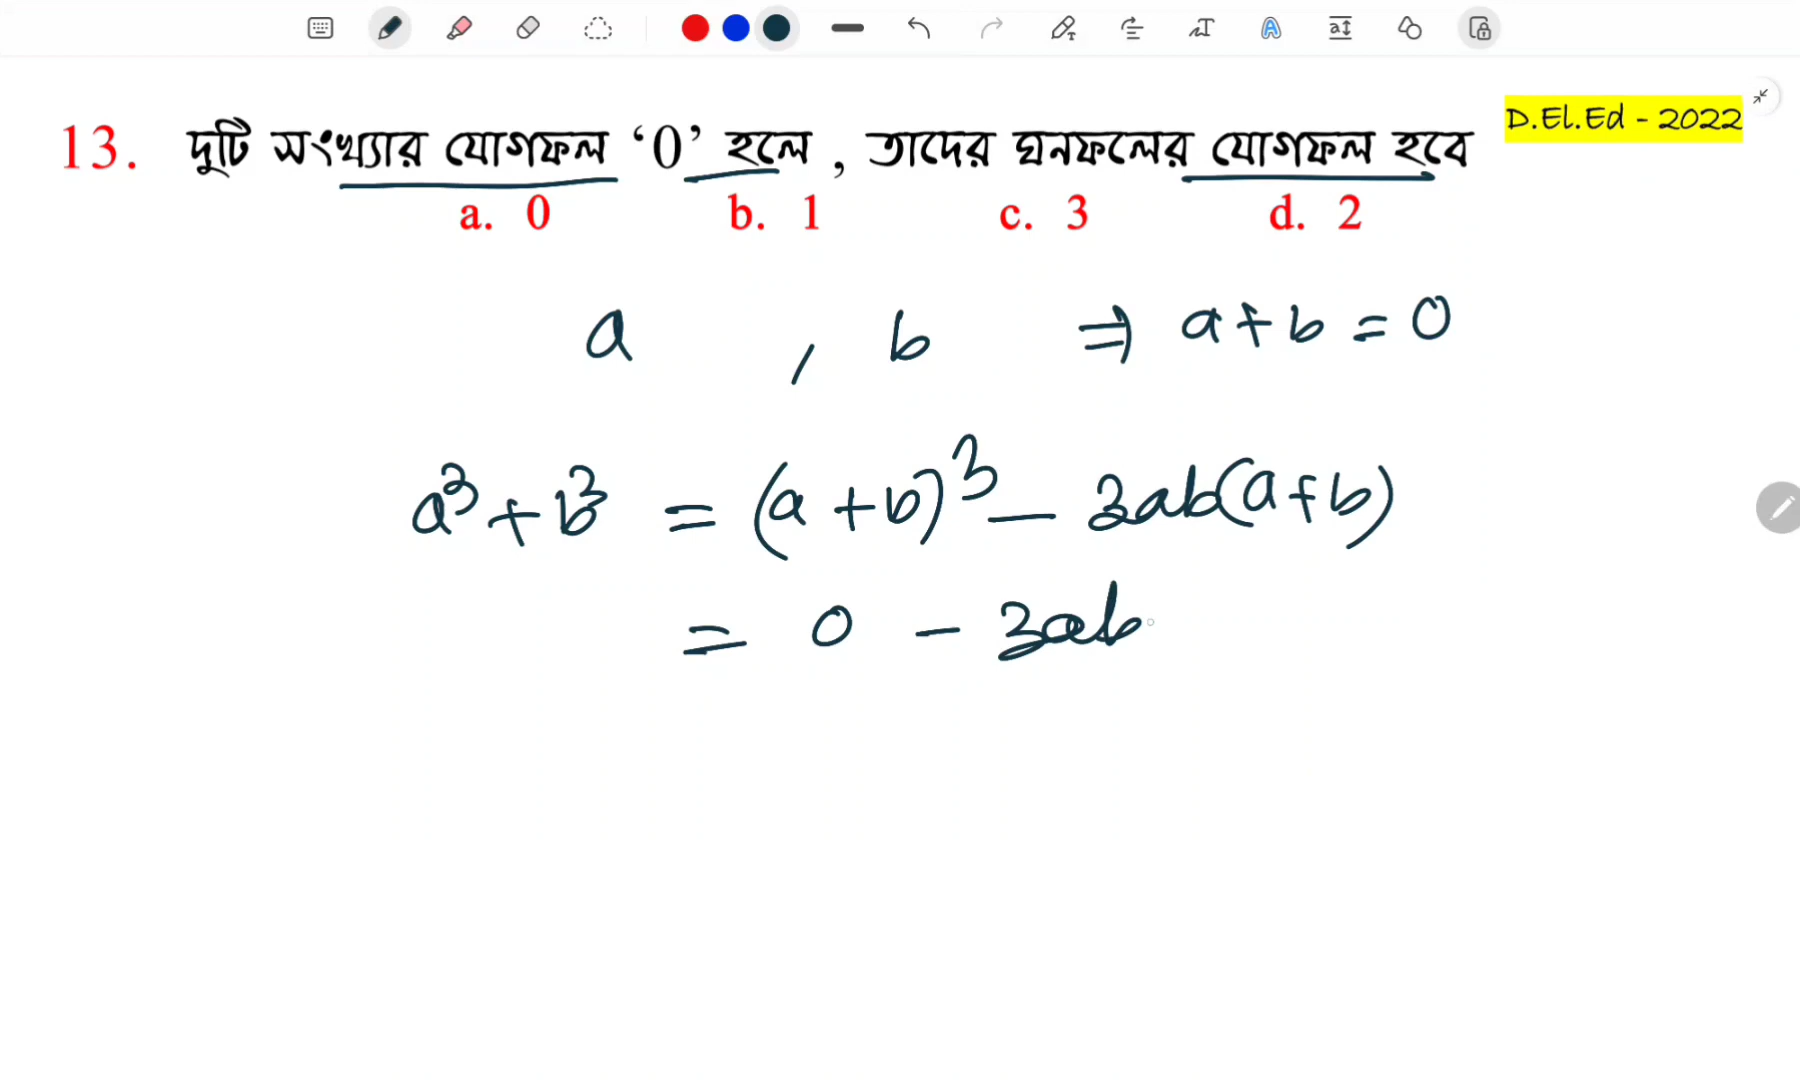 D.El.Ed - 2022
13. দুটি সংখ্যার যোগফল ‘0’ হলে , তাদের ঘনফলের যোগফল হবে
a. 0 b. 1 c. 3 d. 2
a , b ⇒ a + b = 0
a³ + b³ = (a + b)³ - 3ab(a + b)
= 0 - 3ab